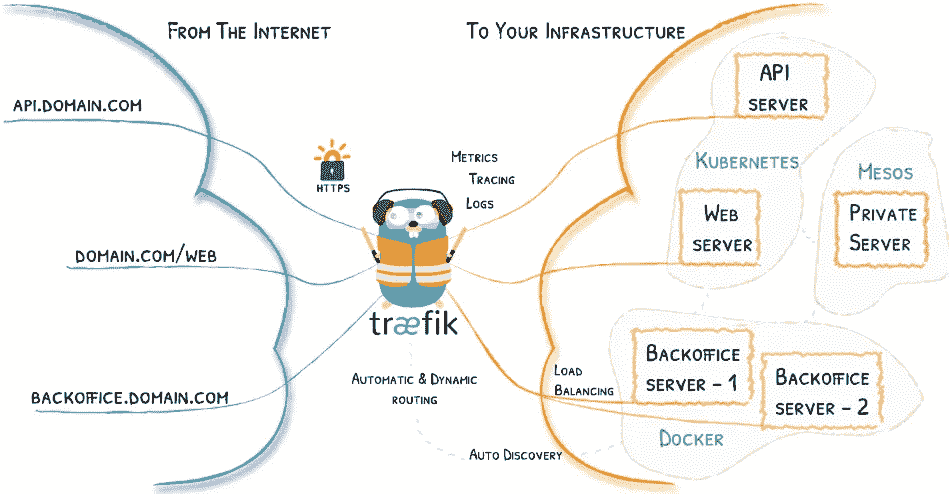 From The Internet
To Your Infrastructure
api.domain.com
domain.com/web
backoffice.domain.com
HTTPS
Metrics
Tracing
Logs
træfik
Automatic & Dynamic
routing
Auto Discovery
Load
Balancing
API
server
Kubernetes
Web
server
Mesos
Private
Server
Backoffice
server - 1
Backoffice
server - 2
Docker